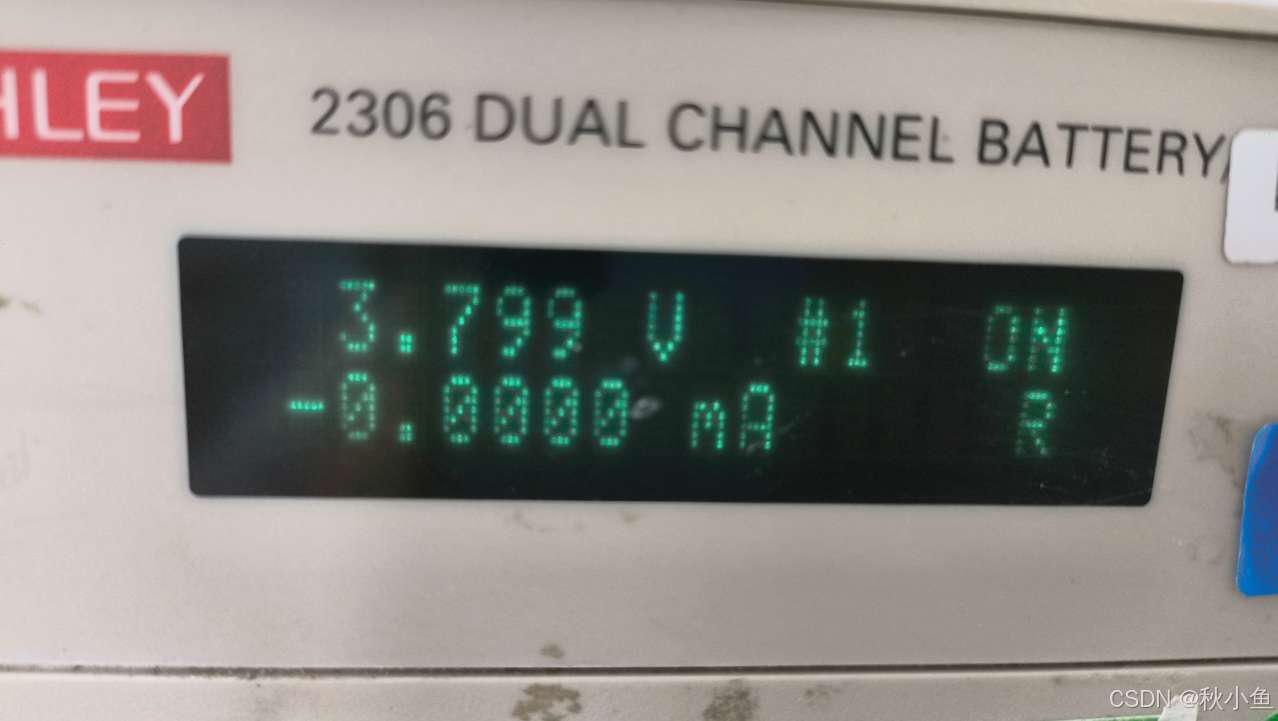 HLEY
2306 DUAL CHANNEL BATTERY/
3.799 V #1 ON
-0.0000 mA R
CSDN @秋小鱼